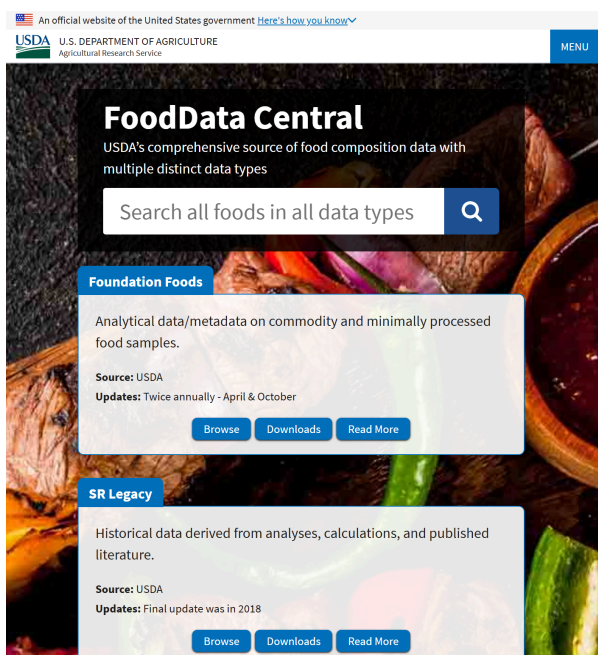 An official website of the United States government Here's how you know
USDA
U.S. DEPARTMENT OF AGRICULTURE
Agricultural Research Service
MENU
FoodData Central
USDA's comprehensive source of food composition data with
multiple distinct data types
Search all foods in all data types
Foundation Foods
Analytical data/metadata on commodity and minimally processed
food samples.
Source: USDA
Updates: Twice annually - April & October
Browse Downloads Read More
SR Legacy
Historical data derived from analyses, calculations, and published
literature.
Source: USDA
Updates: Final update was in 2018
Browse Downloads Read More